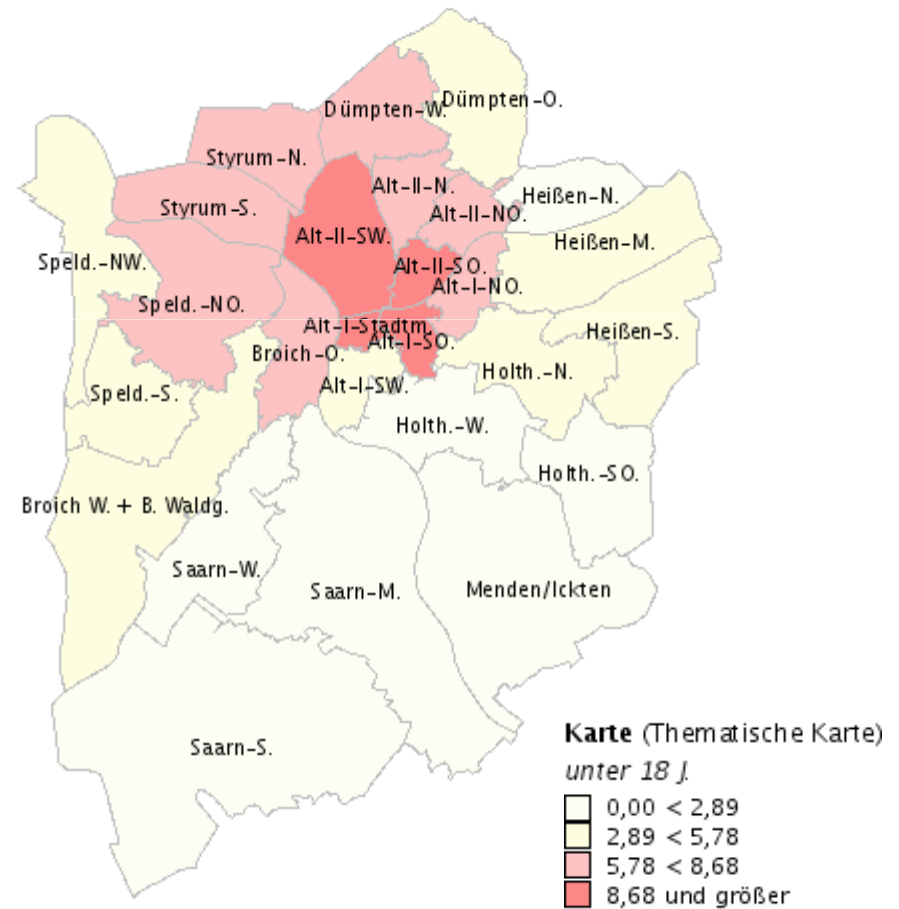 Dümpten-O.
Dümpten-W.
Styrum-N.
Alt-II-N.
Heißen-N.
Styrum-S.
Alt-II-NO.
Alt-II-SW.
Heißen-M.
Speld.-NW.
Alt-II-SO.
Alt-I-NO.
Speld.-NO.
Alt-I-Stadtm.
Heißen-S.
Alt-I-SO.
Broich-O.
Holth.-N.
Alt-I-SW.
Speld.-S.
Holth.-W.
Holth.-SO.
Broich W. + B. Waldg.
Saarn-W.
Saarn-M.
Menden/Ickten
Saarn-S.
Karte (Thematische Karte)
unter 18 J.
0,00 < 2,89
2,89 < 5,78
5,78 < 8,68
8,68 und größer